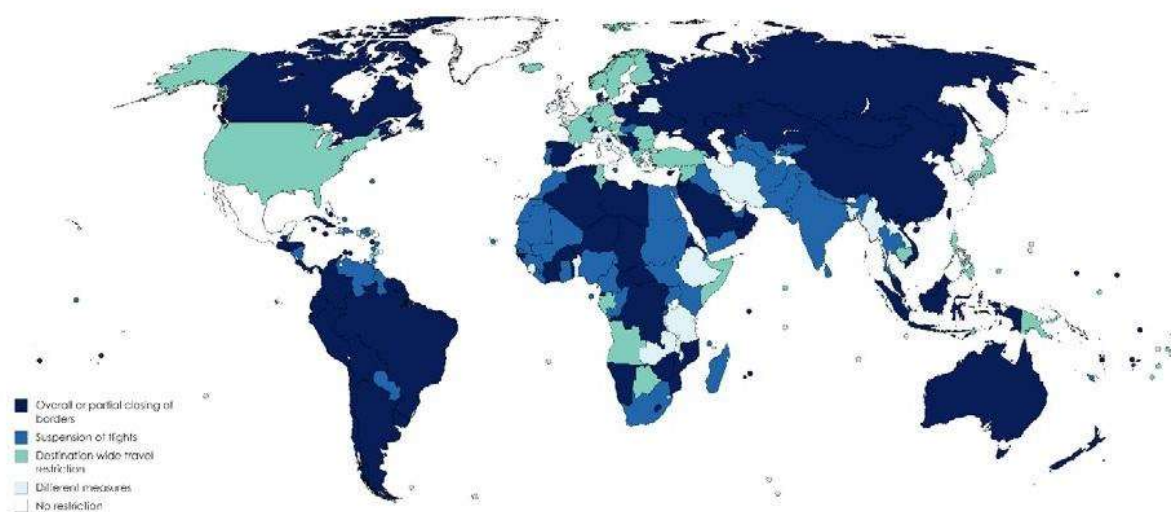 Overall or partial closing of
borders
Suspension of flights
Destination wide travel
restriction
Different measures
No restriction